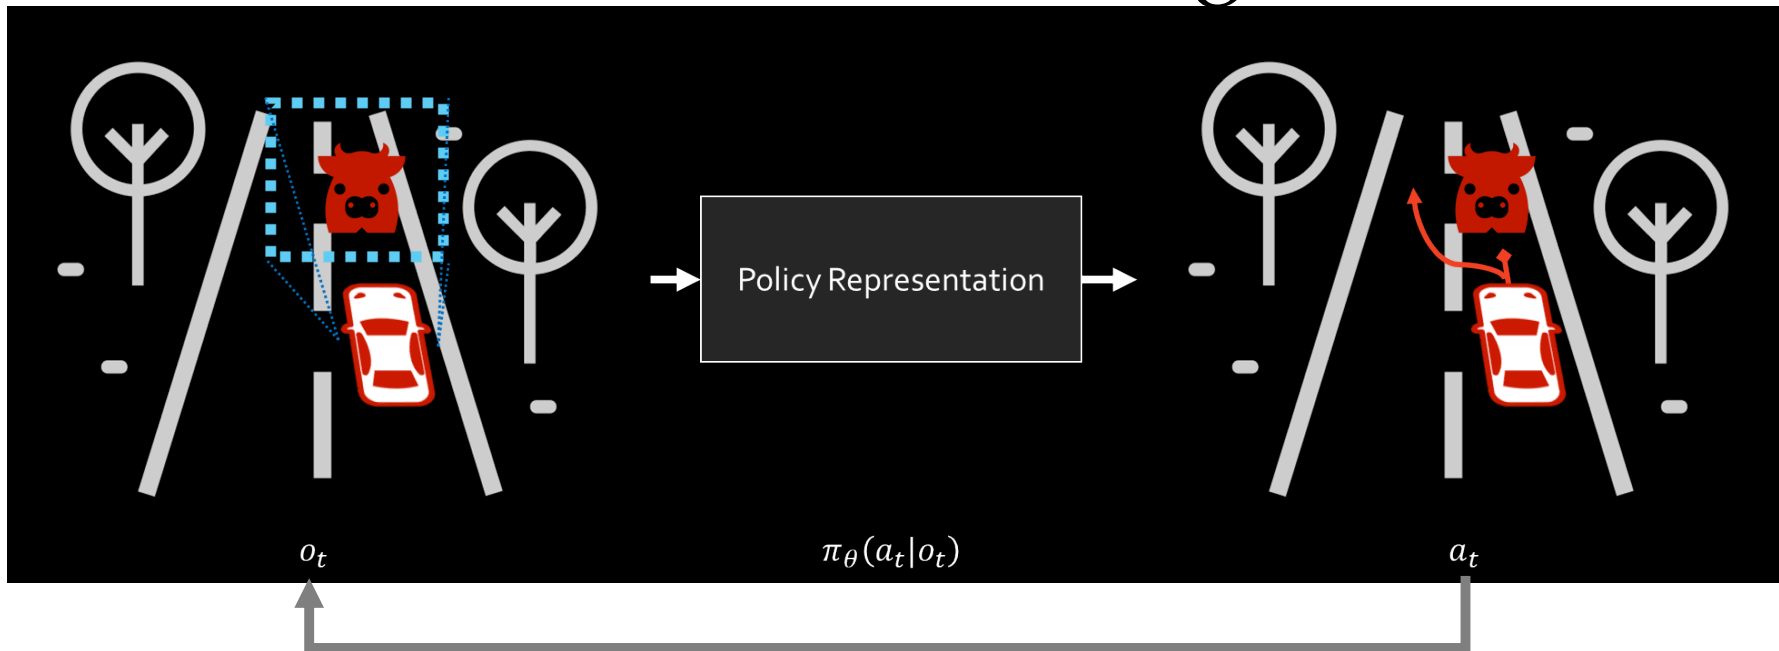 Policy Representation
o_t
π_θ(a_t|o_t)
a_t